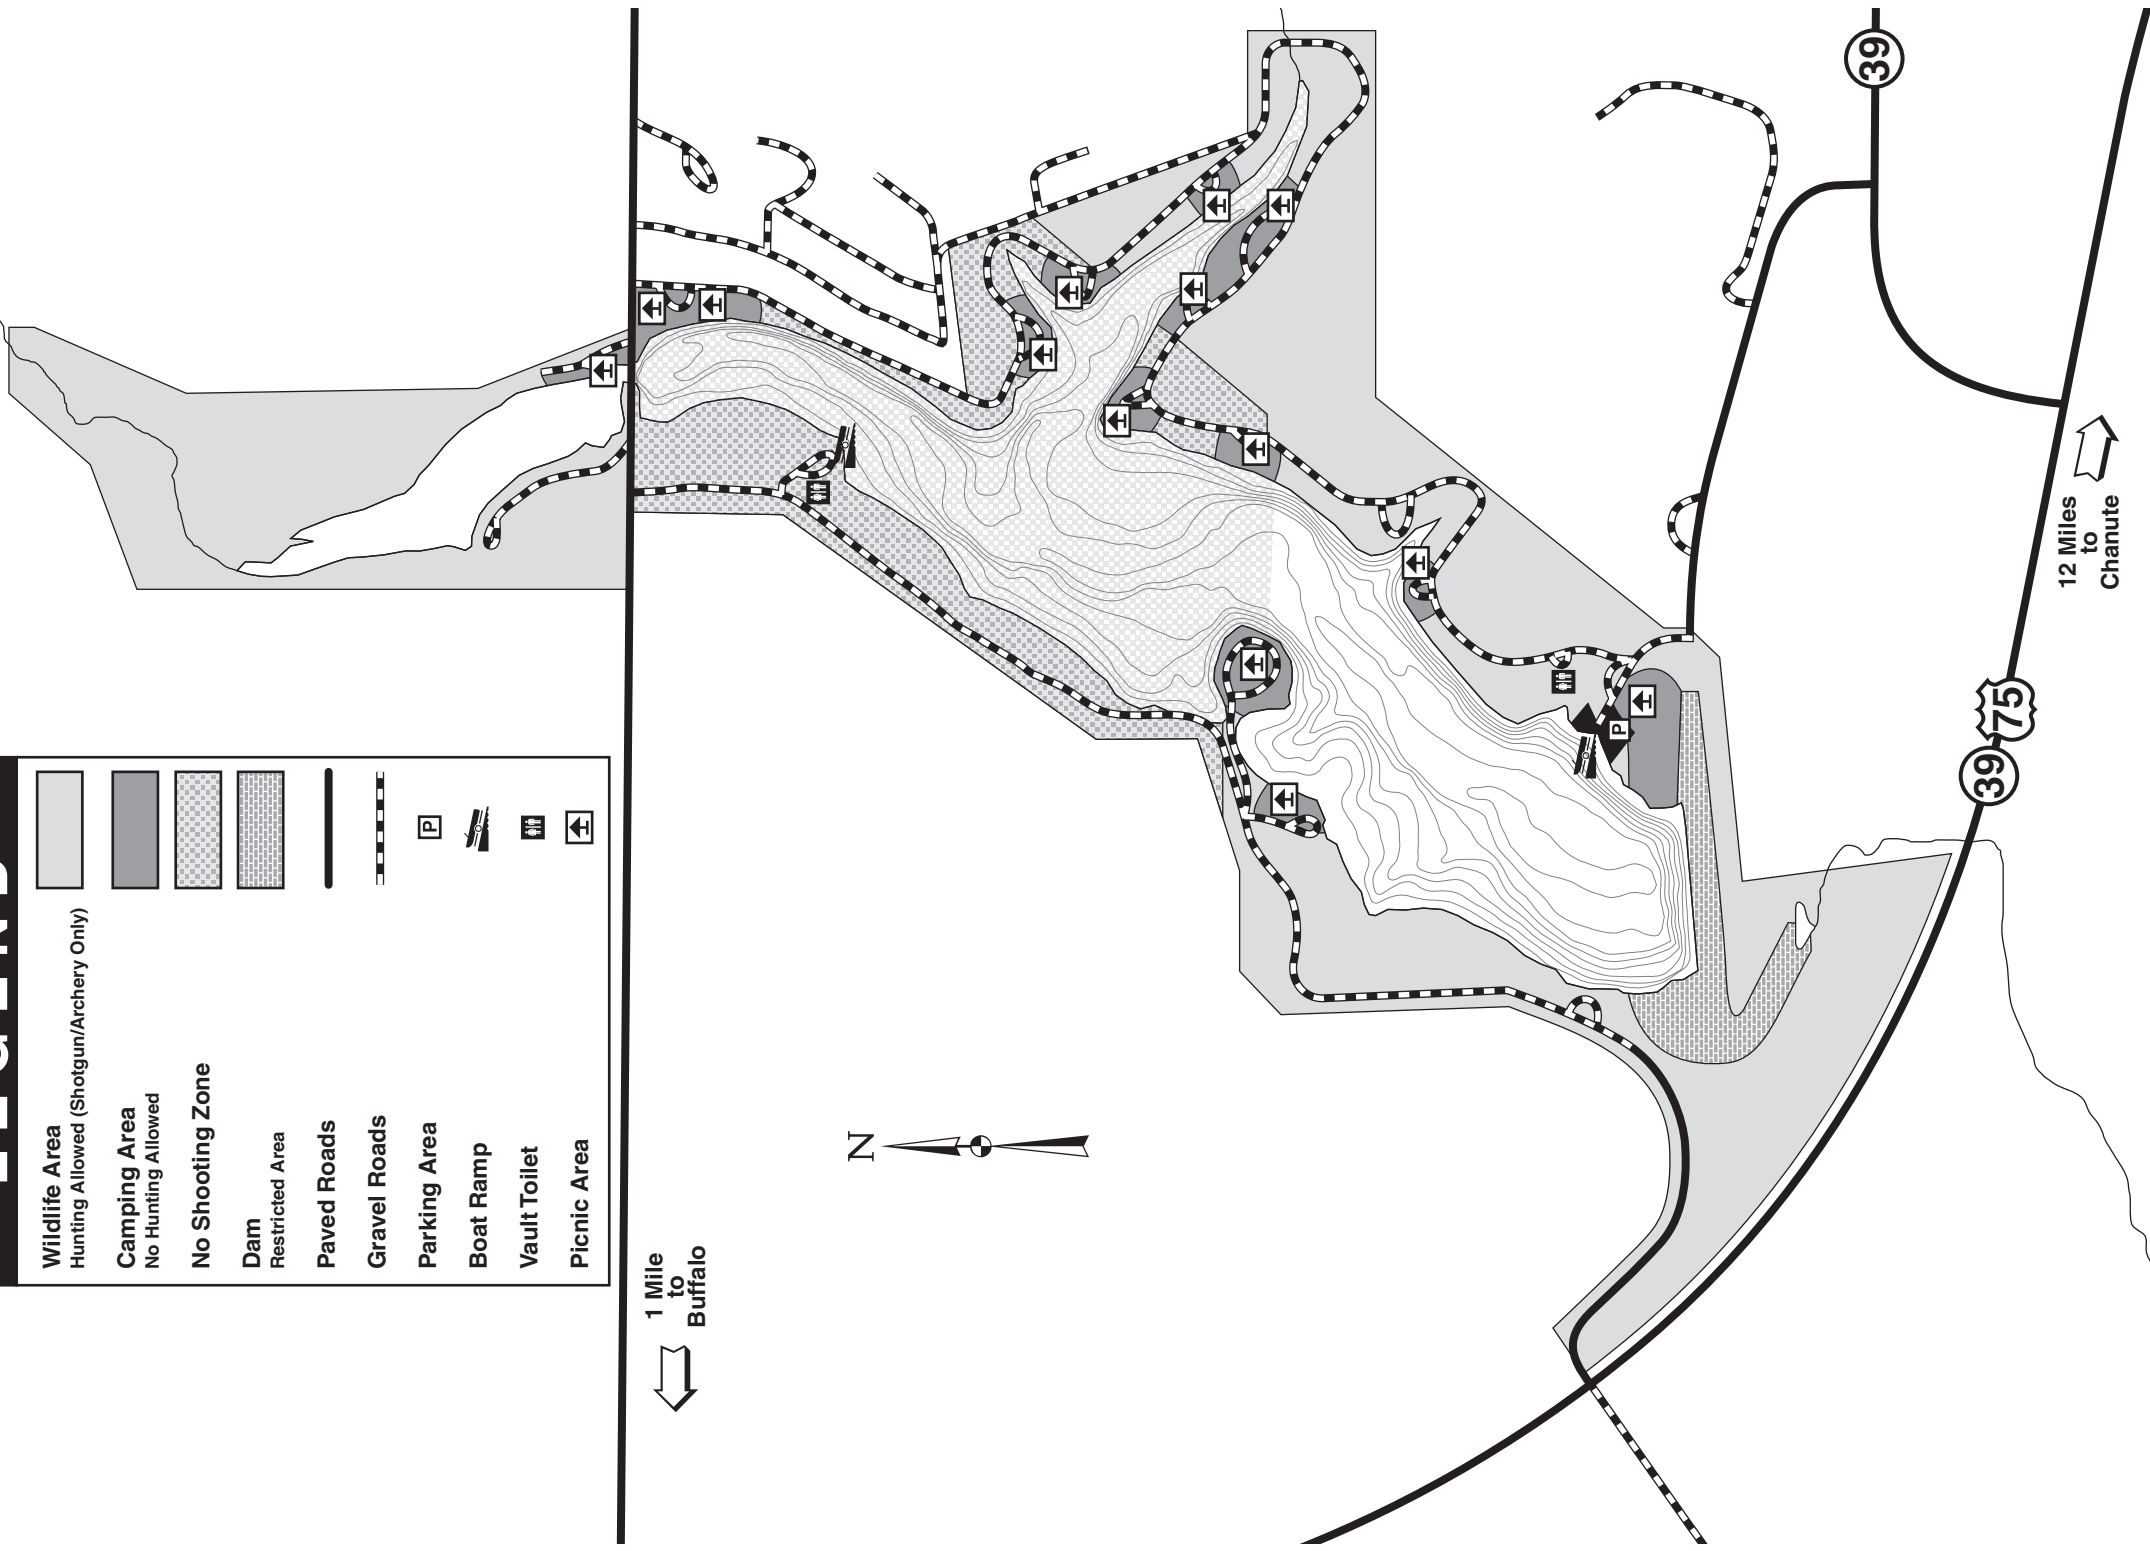 Wildlife Area
Hunting Allowed (Shotgun/Archery Only)
Camping Area
No Hunting Allowed
No Shooting Zone
Dam
Restricted Area
Paved Roads
Gravel Roads
Parking Area
P
Boat Ramp
Vault Toilet
Picnic Area
1 Mile
to
Buffalo
N
P
39
75
39
12 Miles
to
Chanute